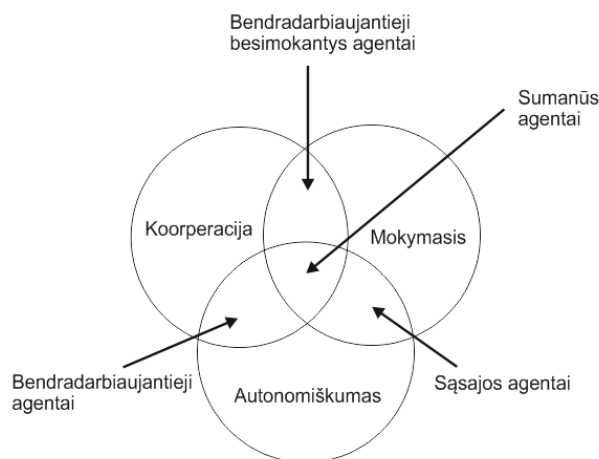 Bendradarbiaujantieji
besimokantys agentai
Sumanūs
agentai
Koorperacija
Mokymasis
Bendradarbiaujantieji
agentai
Autonomiškumas
Sąsajos agentai